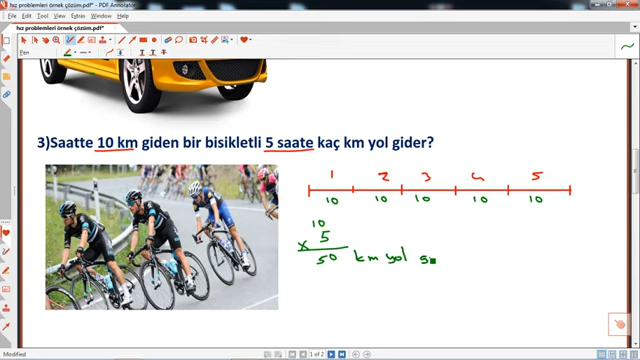 hız problemleri örnek çözüm.pdf* - PDF Annotator
File Edit Tool View Extras Window Help
hız problemleri örnek çözüm.pdf* ×
Pen
3)Saatte 10 km giden bir bisikletli 5 saate kaç km yol gider?
1 2 3 4 5
10 10 10 10 10
10
x 5
50 km yol
Modified 1 of 2